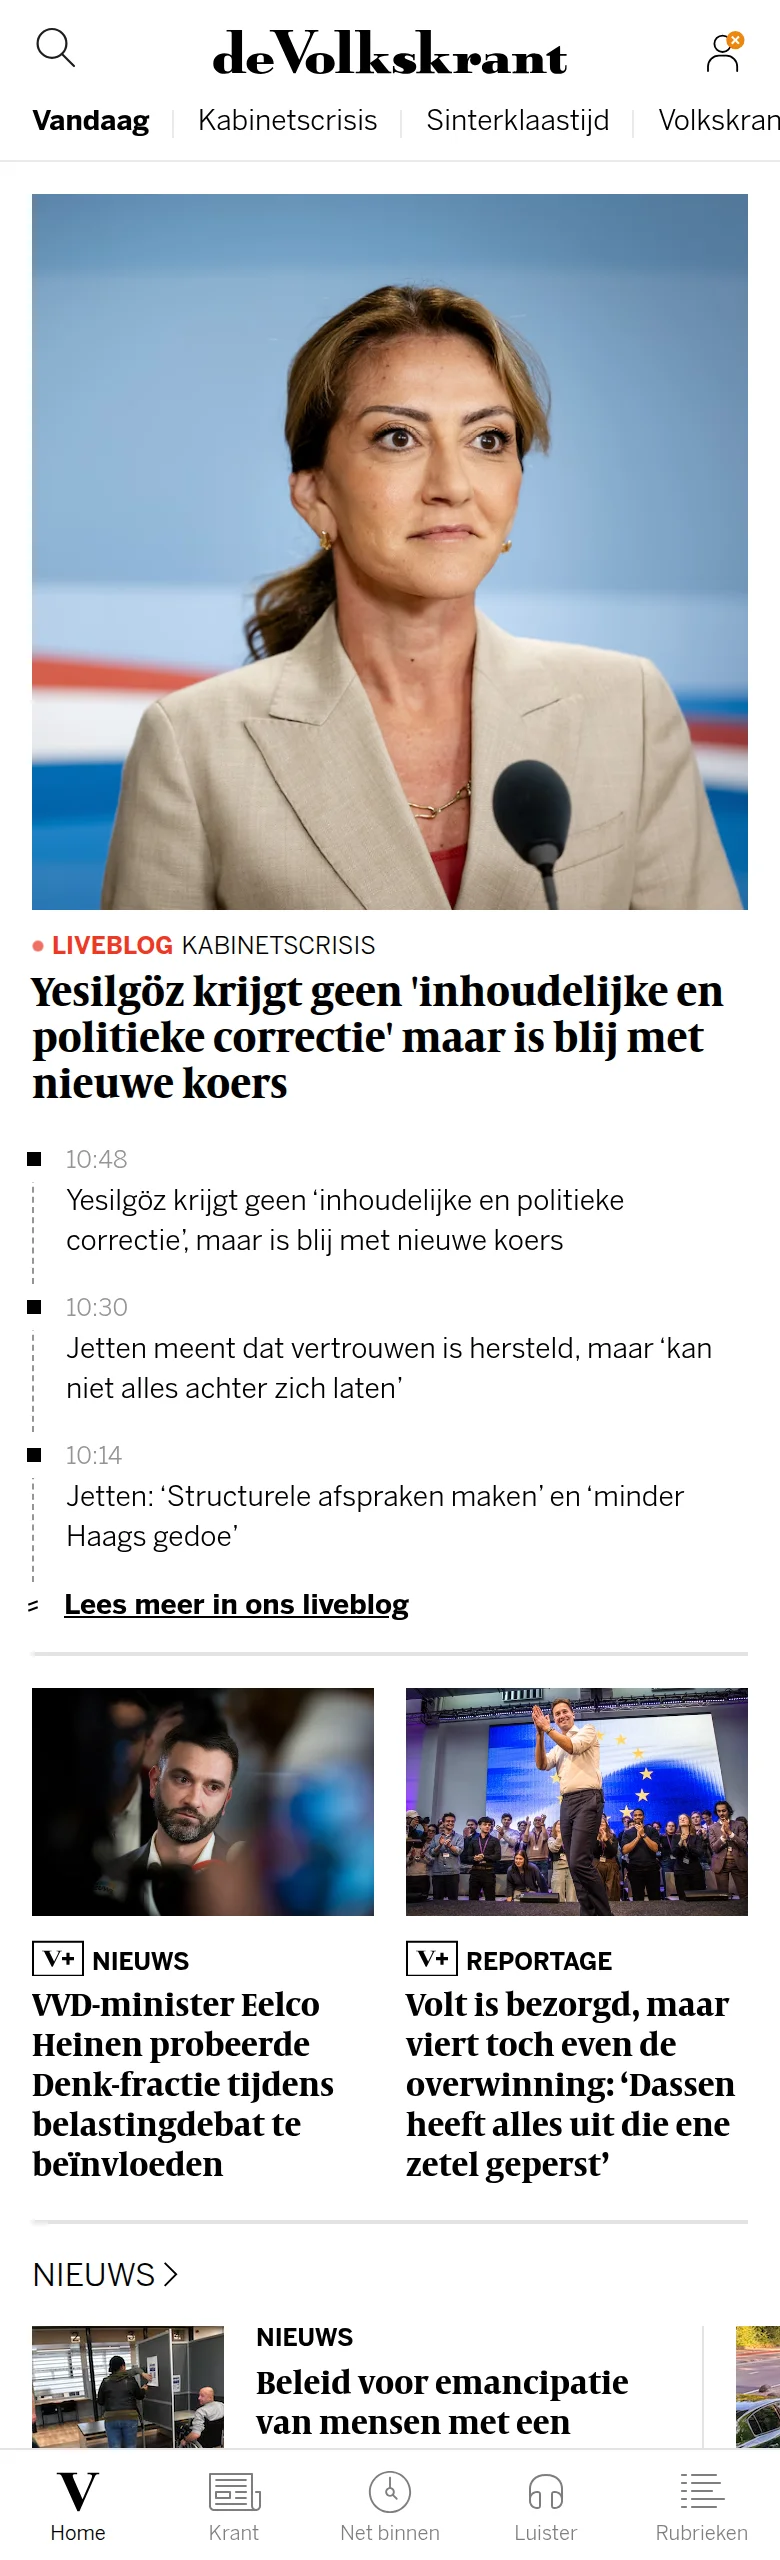 deVolkskrant
Vandaag
Kabinetscrisis
Sinterklaastijd
Volkskran
LIVEBLOG KABINETSCRISIS
Yesilgöz krijgt geen 'inhoudelijke en
politieke correctie' maar is blij met
nieuwe koers
10:48
Yesilgöz krijgt geen ‘inhoudelijke en politieke
correctie’, maar is blij met nieuwe koers
10:30
Jetten meent dat vertrouwen is hersteld, maar ‘kan
niet alles achter zich laten’
10:14
Jetten: ‘Structurele afspraken maken’ en ‘minder
Haags gedoe’
Lees meer in ons liveblog
V+ NIEUWS
VVD-minister Eelco
Heinen probeerde
Denk-fractie tijdens
belastingdebat te
beïnvloeden
V+ REPORTAGE
Volt is bezorgd, maar
viert toch even de
overwinning: ‘Dassen
heeft alles uit die ene
zetel geperst’
NIEUWS
NIEUWS
Beleid voor emancipatie
van mensen met een
V
Home
Krant
Net binnen
Luister
Rubrieken